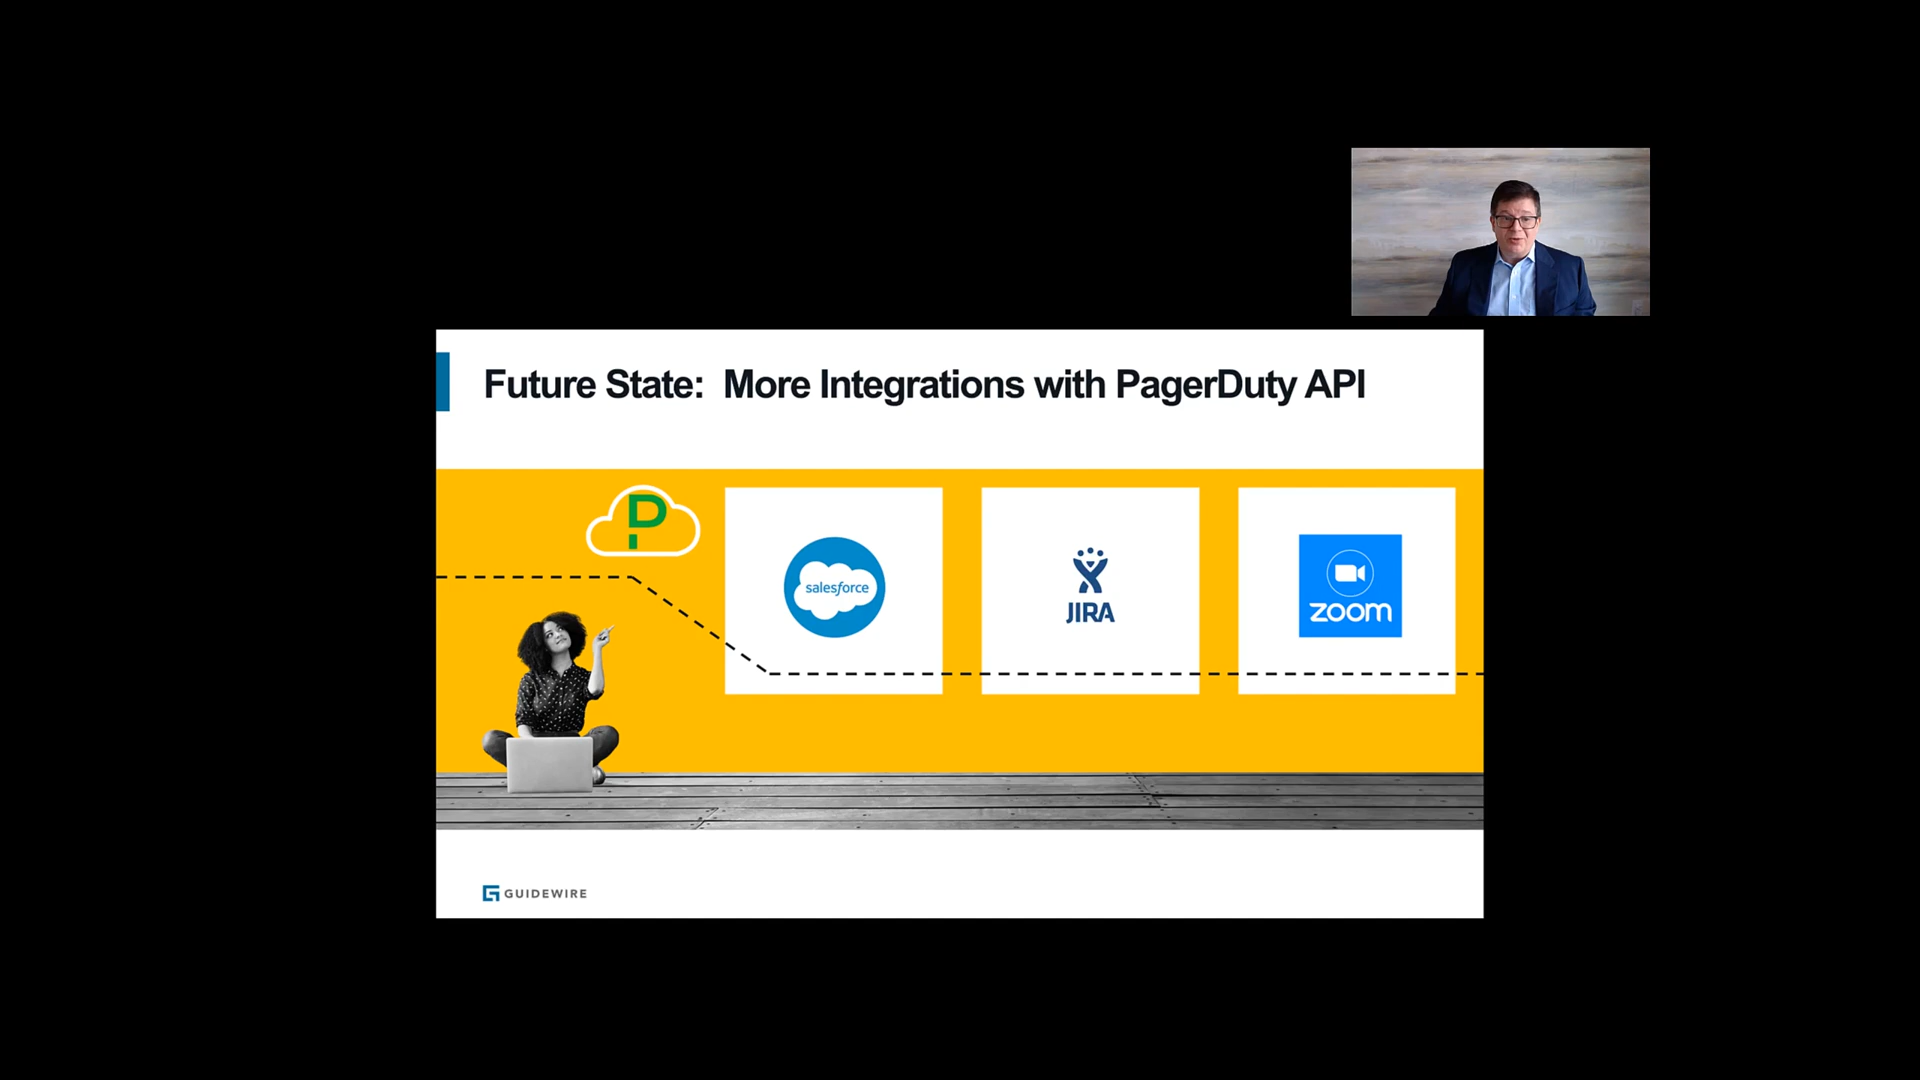 Future State: More Integrations with PagerDuty API
P
salesforce
JIRA
zoom
GUIDEWIRE